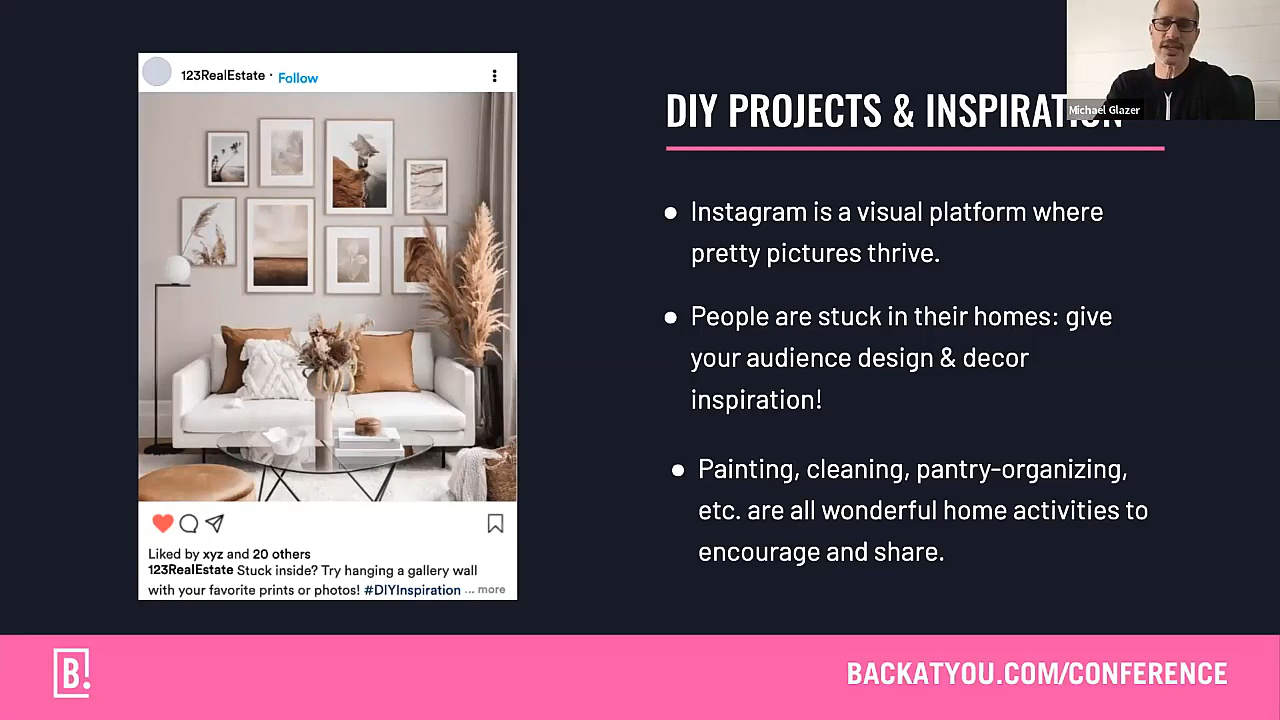 123RealEstate · Follow
Liked by xyz and 20 others
123RealEstate Stuck inside? Try hanging a gallery wall
with your favorite prints or photos! #DIYInspiration ... more
Michael Glazer
DIY PROJECTS & INSPIRATION
● Instagram is a visual platform where
pretty pictures thrive.
● People are stuck in their homes: give
your audience design & decor
inspiration!
● Painting, cleaning, pantry-organizing,
etc. are all wonderful home activities to
encourage and share.
B!
BACKATYOU.COM/CONFERENCE